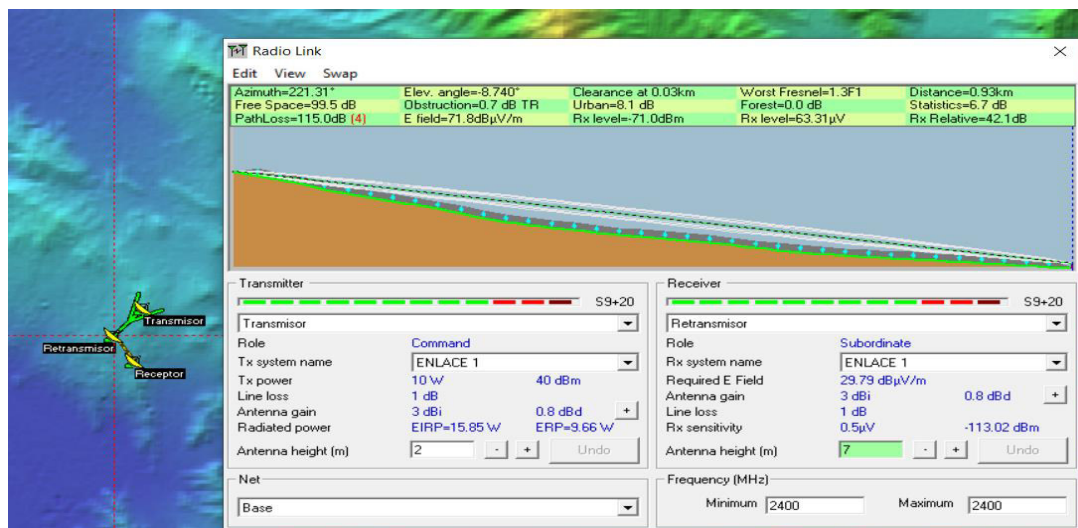 Radio Link
Edit View Swap
Azimuth=221.31° Elev. angle=-8.740° Clearance at 0.03km Worst Fresnel=1.3F1 Distance=0.93km
Free Space=99.5 dB Obstruction=0.7 dB TR Urban=8.1 dB Forest=0.0 dB Statistics=6.7 dB
PathLoss=115.0dB (4) E field=71.8dBµV/m Rx level=-71.0dBm Rx level=63.31µV Rx Relative=42.1dB
Transmisor
Retransmisor
Receptor
Transmitter
S9+20
Transmisor
Role Command
Tx system name ENLACE 1
Tx power 10 W 40 dBm
Line loss 1 dB
Antenna gain 3 dBi 0.8 dBd +
Radiated power EIRP=15.85 W ERP=9.66 W
Antenna height (m) 2 - + Undo
Net
Base
Receiver
S9+20
Retransmisor
Role Subordinate
Rx system name ENLACE 1
Required E Field 29.79 dBµV/m
Antenna gain 3 dBi 0.8 dBd +
Line loss 1 dB
Rx sensitivity 0.5µV -113.02 dBm
Antenna height (m) 7 - + Undo
Frequency (MHz)
Minimum 2400 Maximum 2400